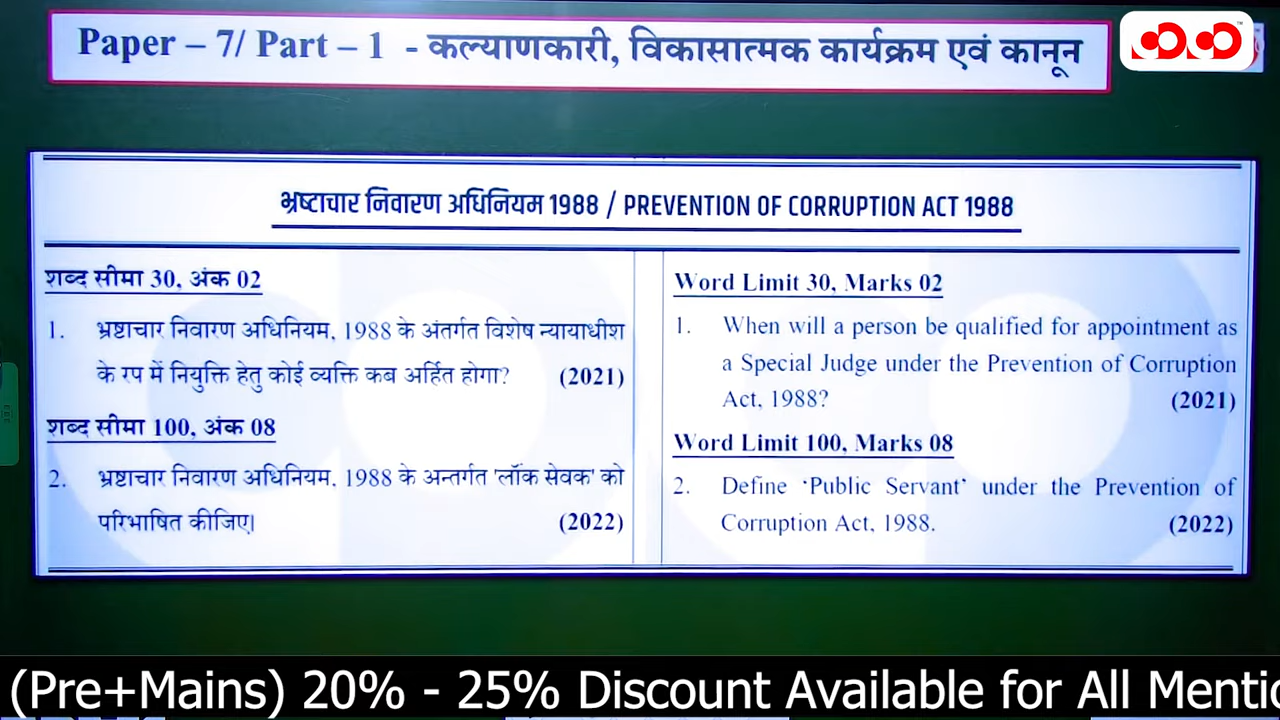 Paper – 7/ Part – 1 - कल्याणकारी, विकासात्मक कार्यक्रम एवं कानून
भ्रष्टाचार निवारण अधिनियम 1988 / PREVENTION OF CORRUPTION ACT 1988
शब्द सीमा 30, अंक 02
1. भ्रष्टाचार निवारण अधिनियम, 1988 के अंतर्गत विशेष न्यायाधीश
के रप में नियुक्ति हेतु कोई व्यक्ति कब अर्हित होगा? (2021)
शब्द सीमा 100, अंक 08
2. भ्रष्टाचार निवारण अधिनियम, 1988 के अन्तर्गत 'लॉक सेवक' को
परिभाषित कीजिए। (2022)
Word Limit 30, Marks 02
1. When will a person be qualified for appointment as
a Special Judge under the Prevention of Corruption
Act, 1988? (2021)
Word Limit 100, Marks 08
2. Define 'Public Servant' under the Prevention of
Corruption Act, 1988. (2022)
(Pre+Mains) 20% - 25% Discount Available for All